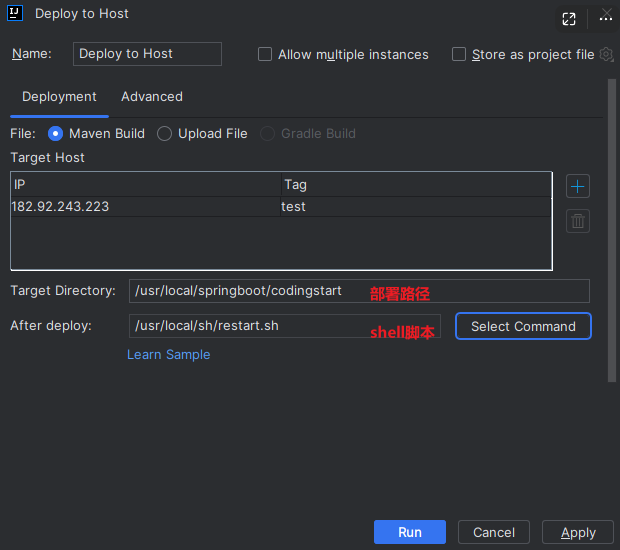 Deploy to Host
Name: Deploy to Host Allow multiple instances Store as project file
Deployment Advanced
File: Maven Build Upload File Gradle Build
Target Host
IP Tag
182.92.243.223 test
Target Directory: /usr/local/springboot/codingstart 部署路径
After deploy: /usr/local/sh/restart.sh shell脚本 Select Command
Learn Sample
Run Cancel Apply